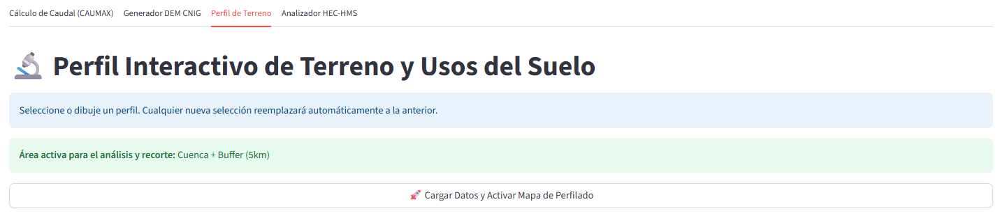 Cálculo de Caudal (CAUMAX) Generador DEM CNIG Perfil de Terreno Analizador HEC-HMS
Perfil Interactivo de Terreno y Usos del Suelo
Seleccione o dibuje un perfil. Cualquier nueva selección reemplazará automáticamente a la anterior.
Área activa para el análisis y recorte: Cuenca + Buffer (5km)
🚀 Cargar Datos y Activar Mapa de Perfilado